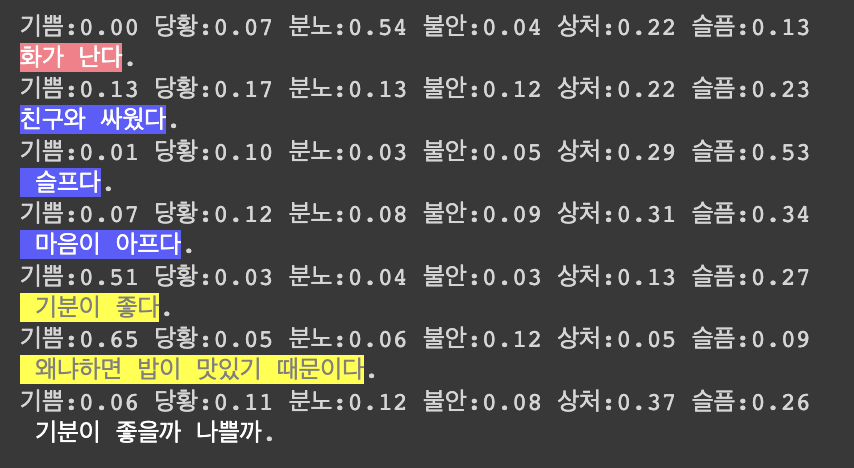 기쁨:0.00 당황:0.07 분노:0.54 불안:0.04 상처:0.22 슬픔:0.13
화가 난다.
기쁨:0.13 당황:0.17 분노:0.13 불안:0.12 상처:0.22 슬픔:0.23
친구와 싸웠다.
기쁨:0.01 당황:0.10 분노:0.03 불안:0.05 상처:0.29 슬픔:0.53
슬프다.
기쁨:0.07 당황:0.12 분노:0.08 불안:0.09 상처:0.31 슬픔:0.34
마음이 아프다.
기쁨:0.51 당황:0.03 분노:0.04 불안:0.03 상처:0.13 슬픔:0.27
기분이 좋다.
기쁨:0.65 당황:0.05 분노:0.06 불안:0.12 상처:0.05 슬픔:0.09
왜냐하면 밥이 맛있기 때문이다.
기쁨:0.06 당황:0.11 분노:0.12 불안:0.08 상처:0.37 슬픔:0.26
기분이 좋을까 나쁠까.